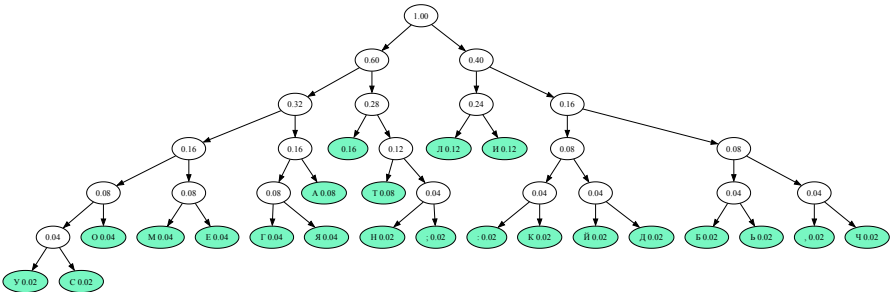 1.00
0.60 0.40
0.32 0.28 0.24 0.16
0.16 0.16 0.16 0.12 Л 0.12 И 0.12 0.08 0.08
0.08 0.08 0.08 А 0.08 Т 0.08 0.04 0.04 0.04 0.04 0.04
0.04 О 0.04 М 0.04 Е 0.04 Г 0.04 Я 0.04 Н 0.02 ; 0.02 : 0.02 К 0.02 Й 0.02 Д 0.02 Б 0.02 Ь 0.02 , 0.02 Ч 0.02
У 0.02 С 0.02